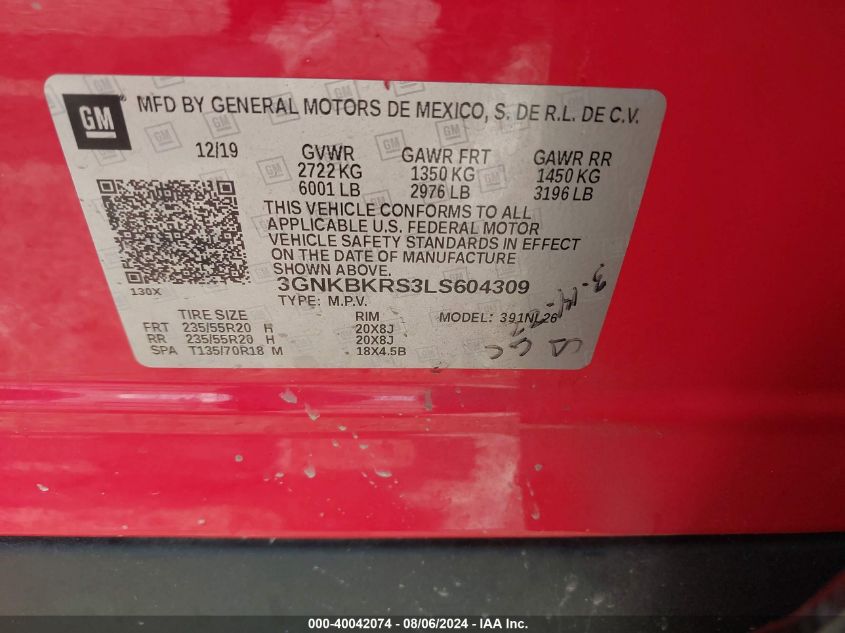 GM
MFD BY GENERAL MOTORS DE MEXICO, S. DE R.L. DE C.V.
12/19 GVWR GAWR FRT GAWR RR
2722 KG 1350 KG 1450 KG
6001 LB 2976 LB 3196 LB
THIS VEHICLE CONFORMS TO ALL
APPLICABLE U.S. FEDERAL MOTOR
VEHICLE SAFETY STANDARDS IN EFFECT
ON THE DATE OF MANUFACTURE
SHOWN ABOVE.
130X
3GNKBKRS3LS604309
TYPE: M.P.V. MODEL: 391NL26
TIRE SIZE RIM
FRT 235/55R20 H 20X8J
RR 235/55R20 H 20X8J
SPA T135/70R18 M 18X4.5B
000-40042074 - 08/06/2024 - IAA Inc.